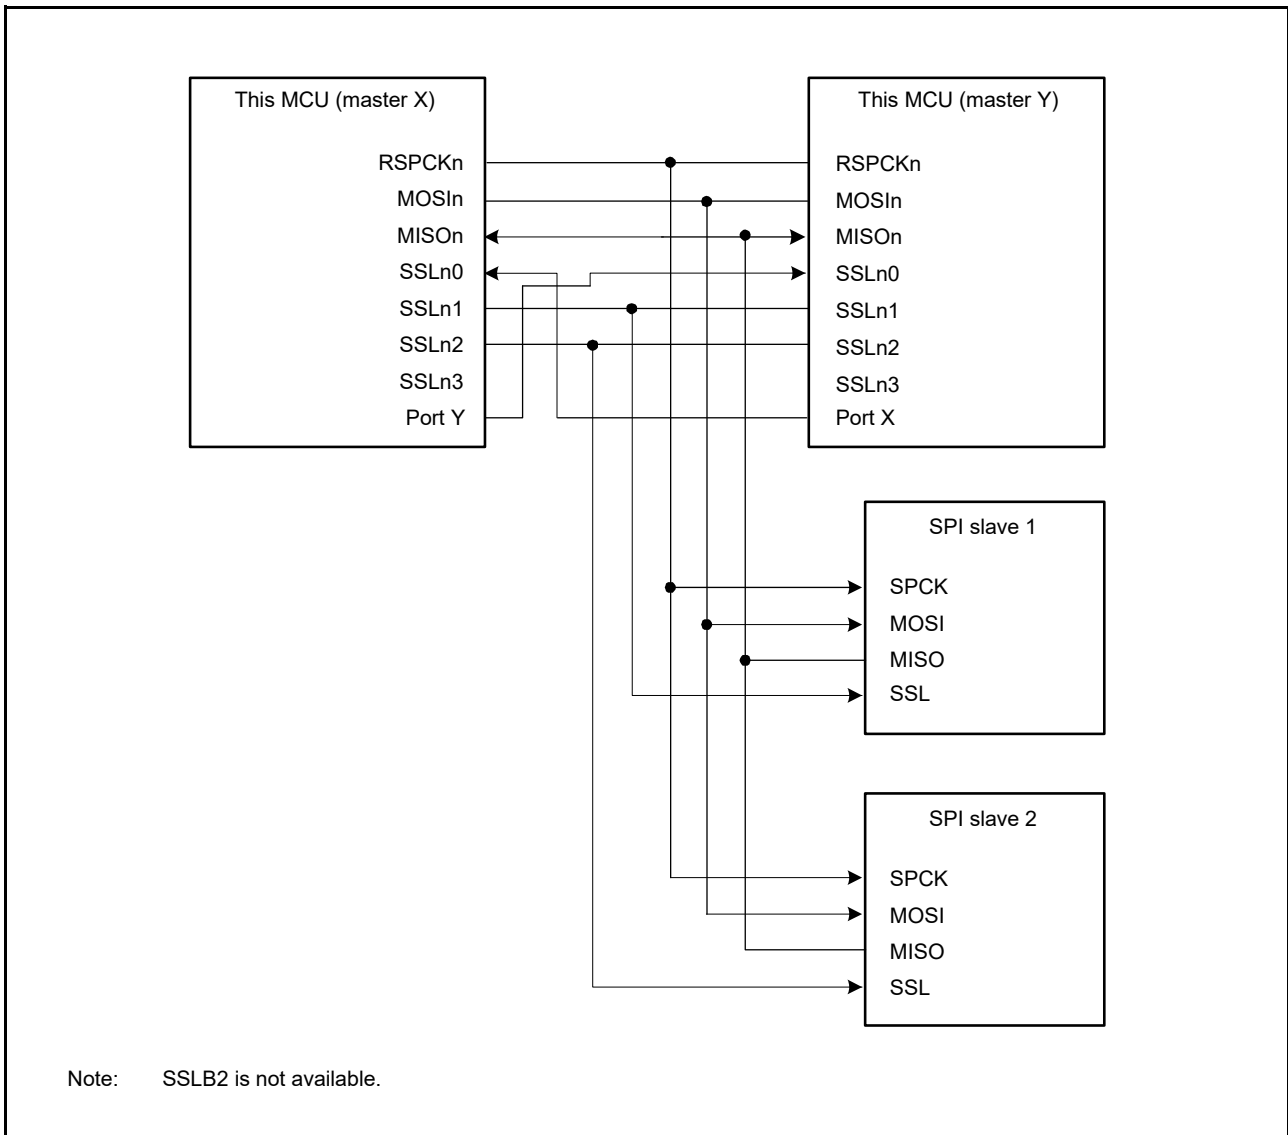 This MCU (master X)
RSPCKn
MOSIn
MISOn
SSLn0
SSLn1
SSLn2
SSLn3
Port Y
This MCU (master Y)
RSPCKn
MOSIn
MISOn
SSLn0
SSLn1
SSLn2
SSLn3
Port X
SPI slave 1
SPCK
MOSI
MISO
SSL
SPI slave 2
SPCK
MOSI
MISO
SSL
Note: SSLB2 is not available.